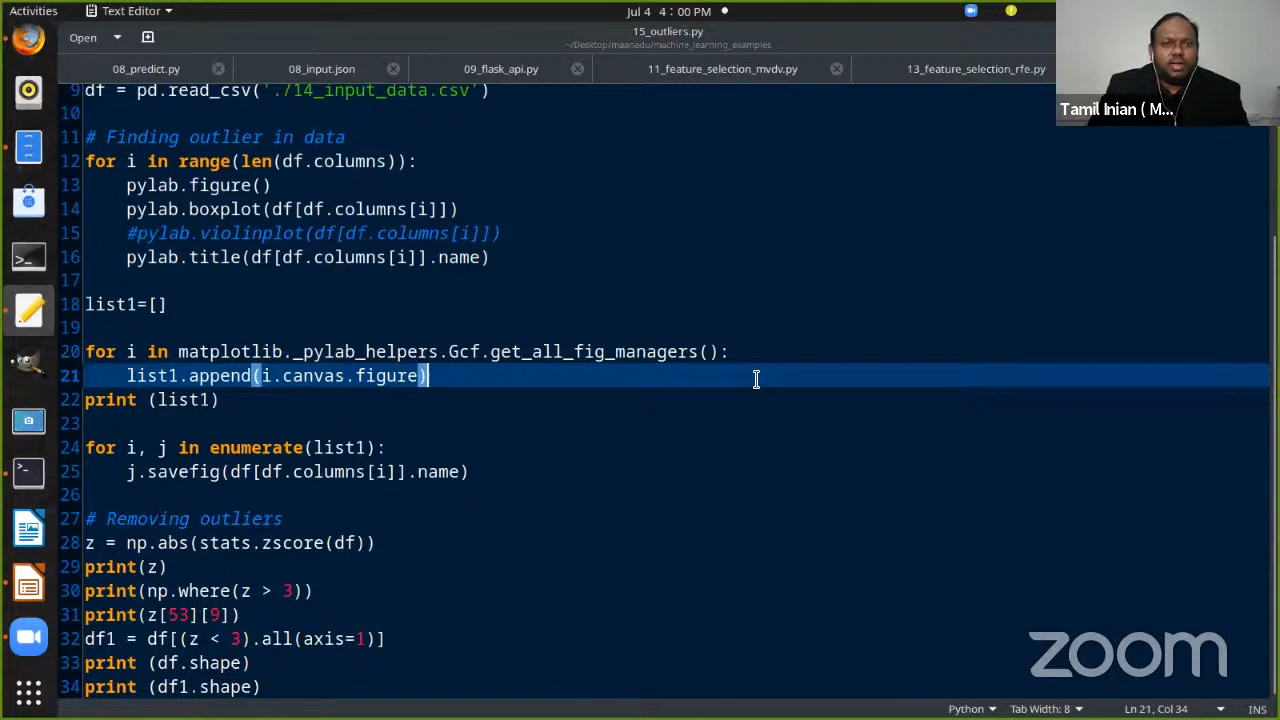 Activities
Text Editor
Jul 4 4:00 PM
Open
15_outliers.py
~/Desktop/maanadu/machine_learning_examples
08_predict.py
08_input.json
09_flask_api.py
11_feature_selection_mvdv.py
13_feature_selection_rfe.py
Tamil Inian ( M...
9 df = pd.read_csv('./14_input_data.csv')
10
11 # Finding outlier in data
12 for i in range(len(df.columns)):
13     pylab.figure()
14     pylab.boxplot(df[df.columns[i]])
15     #pylab.violinplot(df[df.columns[i]])
16     pylab.title(df[df.columns[i]].name)
17
18 list1=[]
19
20 for i in matplotlib._pylab_helpers.Gcf.get_all_fig_managers():
21     list1.append(i.canvas.figure)
22 print (list1)
23
24 for i, j in enumerate(list1):
25     j.savefig(df[df.columns[i]].name)
26
27 # Removing outliers
28 z = np.abs(stats.zscore(df))
29 print(z)
30 print(np.where(z > 3))
31 print(z[53][9])
32 df1 = df[(z < 3).all(axis=1)]
33 print (df.shape)
34 print (df1.shape)
zoom
Python
Tab Width: 8
Ln 21, Col 34
INS